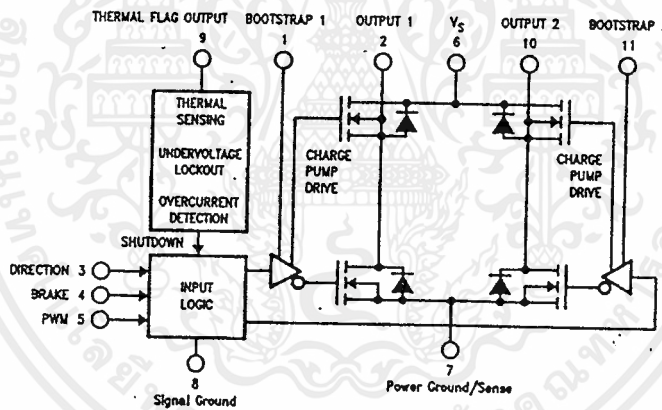 THERMAL FLAG OUTPUT
9
BOOTSTRAP 1
1
OUTPUT 1
2
VS
6
OUTPUT 2
10
BOOTSTRAP
11
THERMAL
SENSING
UNDERVOLTAGE
LOCKOUT
OVERCURRENT
DETECTION
CHARGE
PUMP
DRIVE
CHARGE
PUMP
DRIVE
SHUTDOWN
DIRECTION 3
BRAKE 4
PWM 5
INPUT
LOGIC
8
Signal Ground
7
Power Ground/Sense